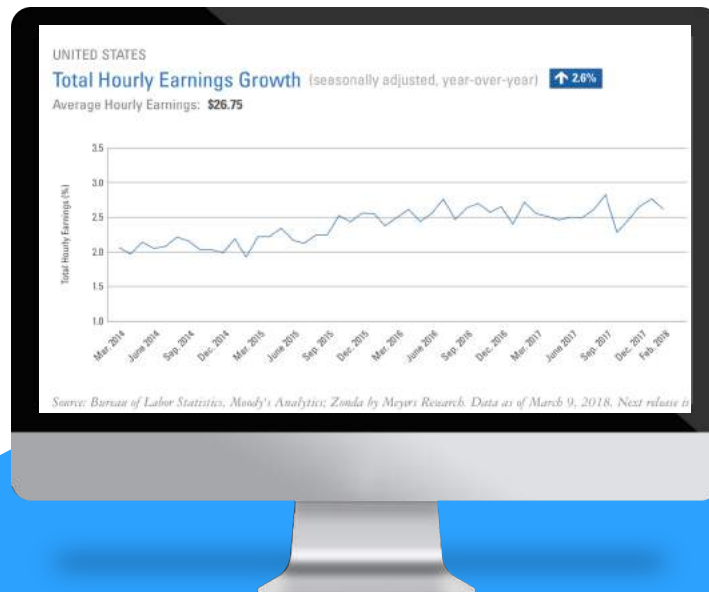 UNITED STATES
Total Hourly Earnings Growth (seasonally adjusted, year-over-year) 2.6%
Average Hourly Earnings: $26.75
Total Hourly Earnings (%)
3.5
3.0
2.5
2.0
1.5
1.0
Mar. 2014
June 2014
Sep. 2014
Dec. 2014
Mar. 2015
June 2015
Sep. 2015
Dec. 2015
Mar. 2016
June 2016
Sep. 2016
Dec. 2016
Mar. 2017
June 2017
Sep. 2017
Dec. 2017
Feb. 2018
Source: Bureau of Labor Statistics, Moody's Analytics; Zonda by Meyers Research. Data as of March 9, 2018. Next release is